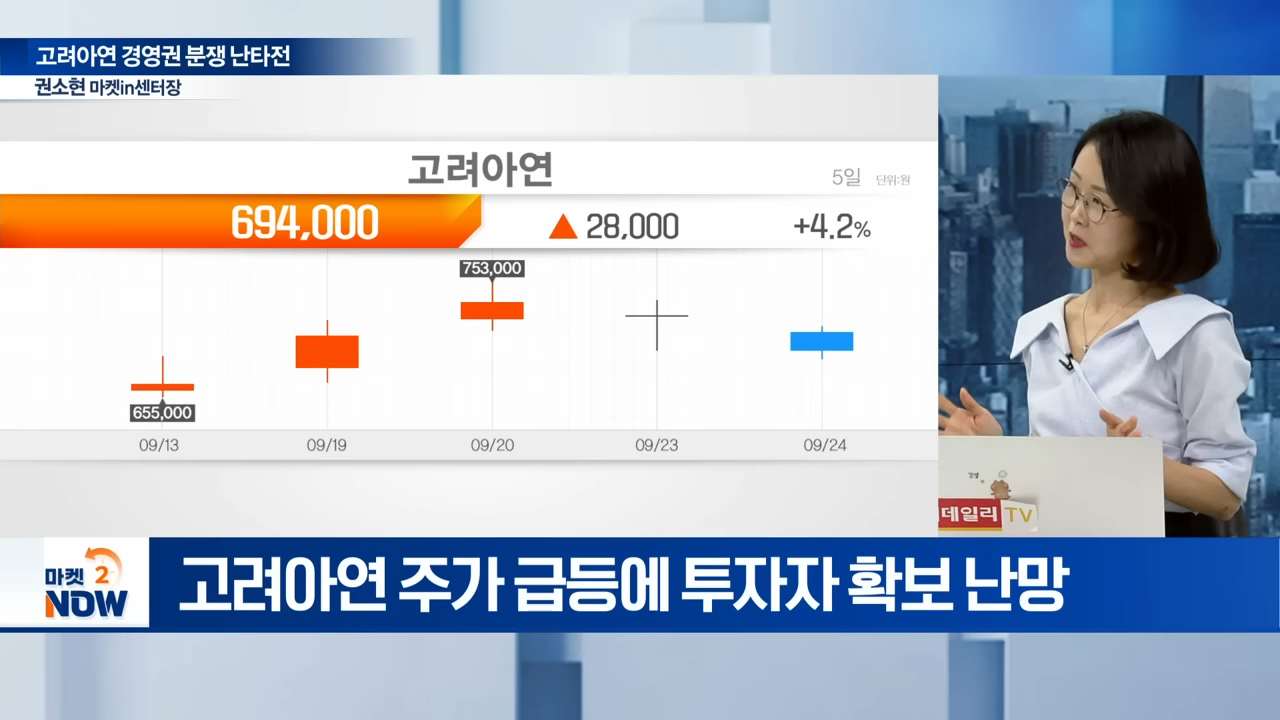 고려아연 경영권 분쟁 난타전
권소현 마켓in센터장
고려아연
5일 단위:원
694,000 ▲ 28,000 +4.2%
753,000
655,000
09/13 09/19 09/20 09/23 09/24
데일리 TV
마켓 2
NOW
고려아연 주가 급등에 투자자 확보 난망